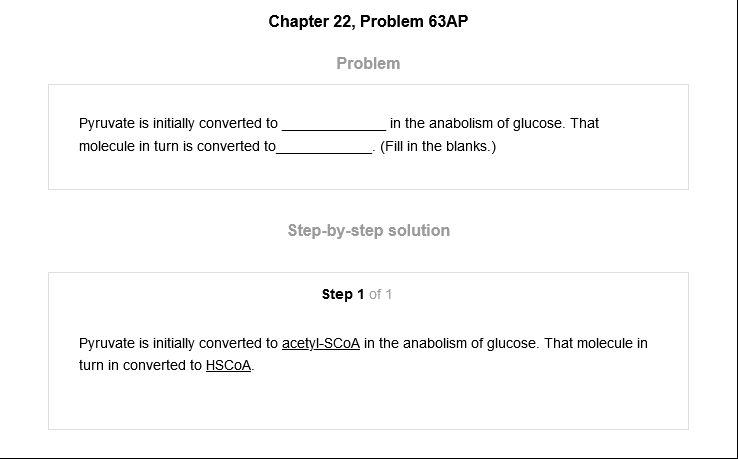 Chapter 22, Problem 63AP
Problem
Pyruvate is initially converted to _____________ in the anabolism of glucose. That
molecule in turn is converted to____________. (Fill in the blanks.)
Step-by-step solution
Step 1 of 1
Pyruvate is initially converted to acetyl-SCoA in the anabolism of glucose. That molecule in
turn in converted to HSCoA.